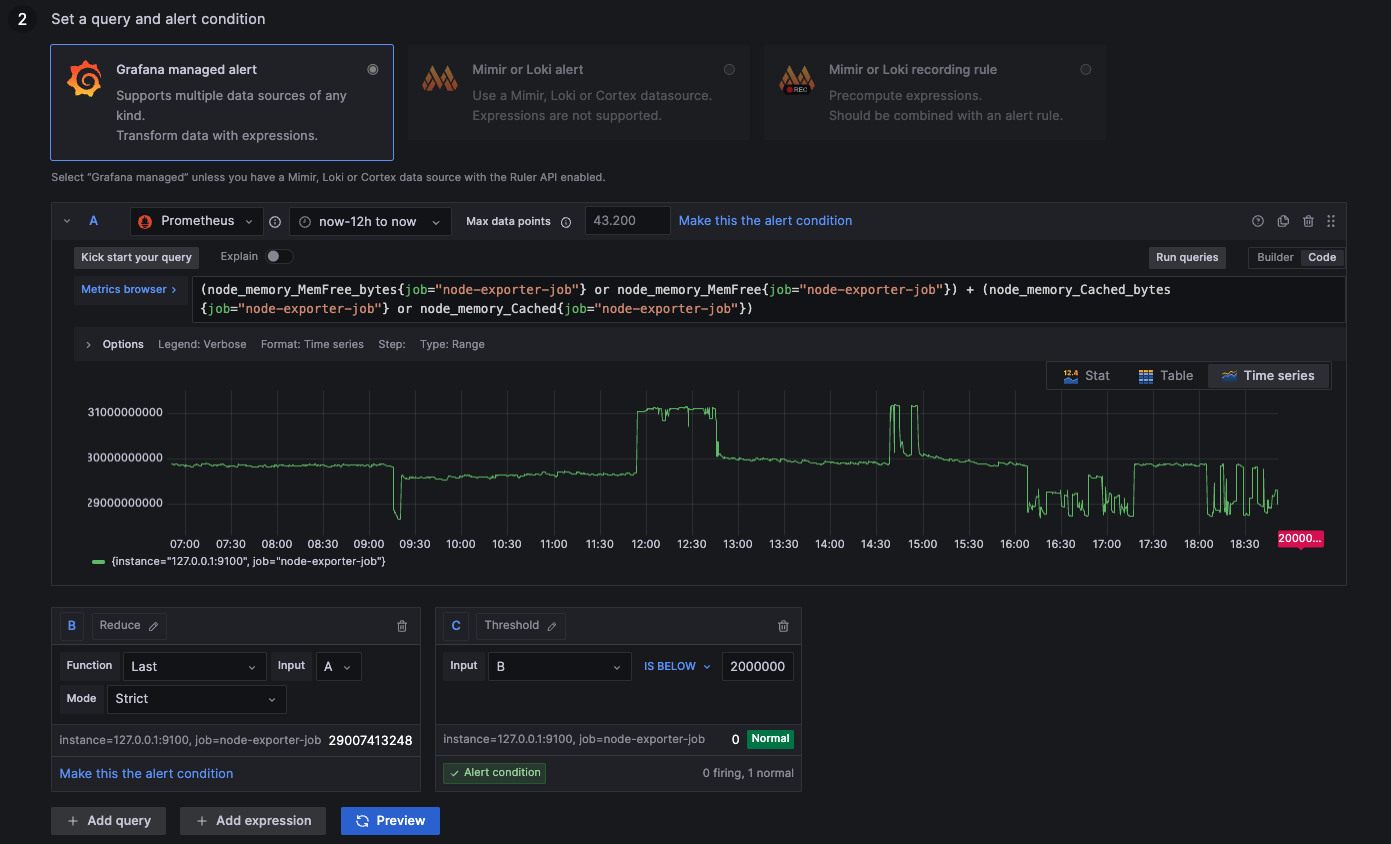 2 Set a query and alert condition
Grafana managed alert
Supports multiple data sources of any
kind.
Transform data with expressions.
Mimir or Loki alert
Use a Mimir, Loki or Cortex datasource.
Expressions are not supported.
REC
Mimir or Loki recording rule
Precompute expressions.
Should be combined with an alert rule.
Select “Grafana managed” unless you have a Mimir, Loki or Cortex data source with the Ruler API enabled.
A Prometheus now-12h to now Max data points 43.200 Make this the alert condition
Kick start your query Explain Run queries Builder Code
Metrics browser > (node_memory_MemFree_bytes{job="node-exporter-job"} or node_memory_MemFree{job="node-exporter-job"}) + (node_memory_Cached_bytes
{job="node-exporter-job"} or node_memory_Cached{job="node-exporter-job"})
> Options Legend: Verbose Format: Time series Step: Type: Range
12.4 Stat Table Time series
31000000000
30000000000
29000000000
07:00 07:30 08:00 08:30 09:00 09:30 10:00 10:30 11:00 11:30 12:00 12:30 13:00 13:30 14:00 14:30 15:00 15:30 16:00 16:30 17:00 17:30 18:00 18:30 20000...
{instance="127.0.0.1:9100", job="node-exporter-job"}
B Reduce
Function Last Input A
Mode Strict
instance=127.0.0.1:9100, job=node-exporter-job 29007413248
Make this the alert condition
C Threshold
Input B IS BELOW 2000000
instance=127.0.0.1:9100, job=node-exporter-job 0 Normal
Alert condition 0 firing, 1 normal
+ Add query + Add expression Preview